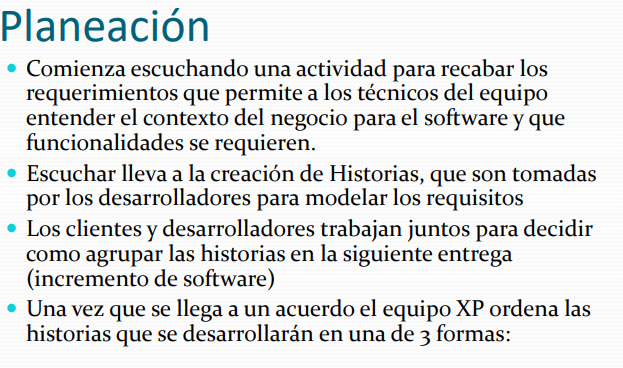 Planeación
• Comienza escuchando una actividad para recabar los
requerimientos que permite a los técnicos del equipo
entender el contexto del negocio para el software y que
funcionalidades se requieren.
• Escuchar lleva a la creación de Historias, que son tomadas
por los desarrolladores para modelar los requisitos
• Los clientes y desarrolladores trabajan juntos para decidir
como agrupar las historias en la siguiente entrega
(incremento de software)
• Una vez que se llega a un acuerdo el equipo XP ordena las
historias que se desarrollarán en una de 3 formas: